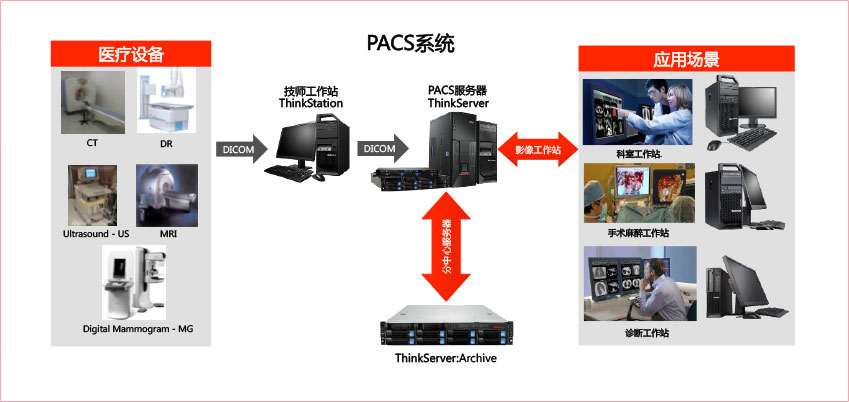 PACS系统
医疗设备
CT
DR
Ultrasound - US
MRI
Digital Mammogram - MG
DICOM
技师工作站
ThinkStation
DICOM
PACS服务器
ThinkServer
影像工作站
分中心服务器
ThinkServer:Archive
应用场景
科室工作站.
手术麻醉工作站
诊断工作站